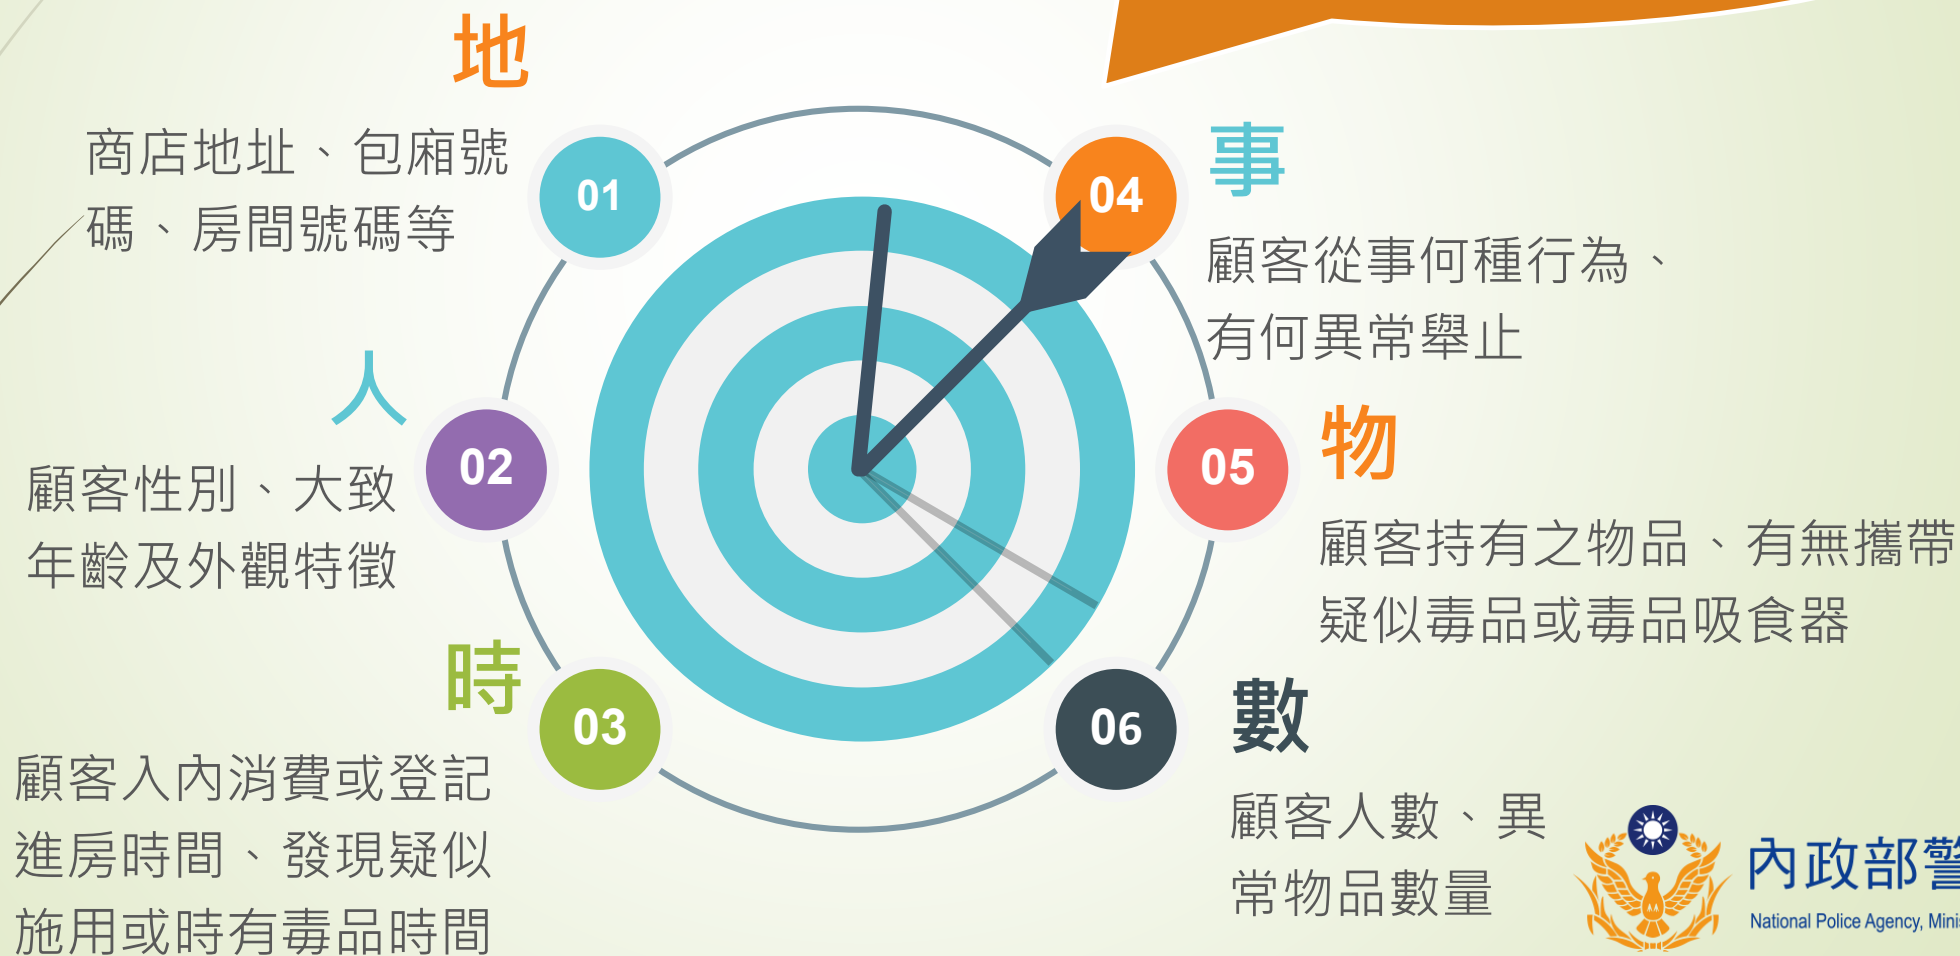 地
商店地址、包廂號
碼、房間號碼等
01
人
顧客性別、大致
年齡及外觀特徵
02
時
顧客入內消費或登記
進房時間、發現疑似
施用或時有毒品時間
03
04
事
顧客從事何種行為、
有何異常舉止
05
物
顧客持有之物品、有無攜帶
疑似毒品或毒品吸食器
06
數
顧客人數、異
常物品數量
內政部警
National Police Agency, Minis